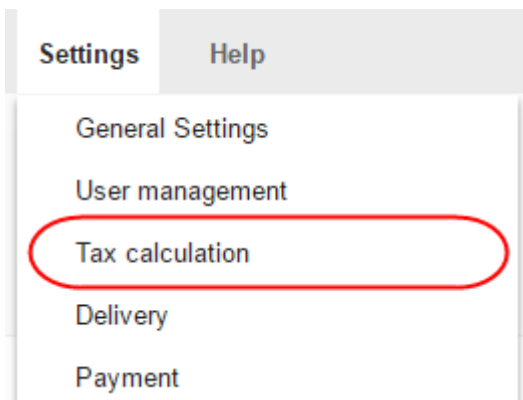 Settings Help
General Settings
User management
Tax calculation
Delivery
Payment